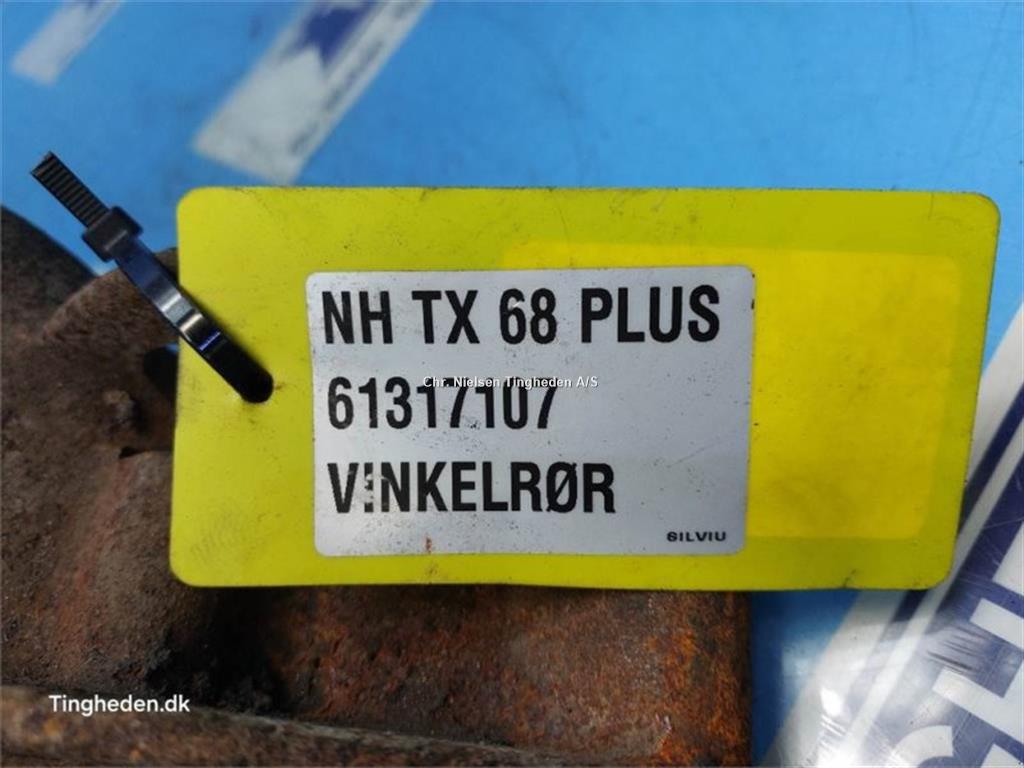 NH TX 68 PLUS
Chr. Nielsen Tingheden A/S
61317107
VINKELRØR
SILVIU
Tingheden.dk